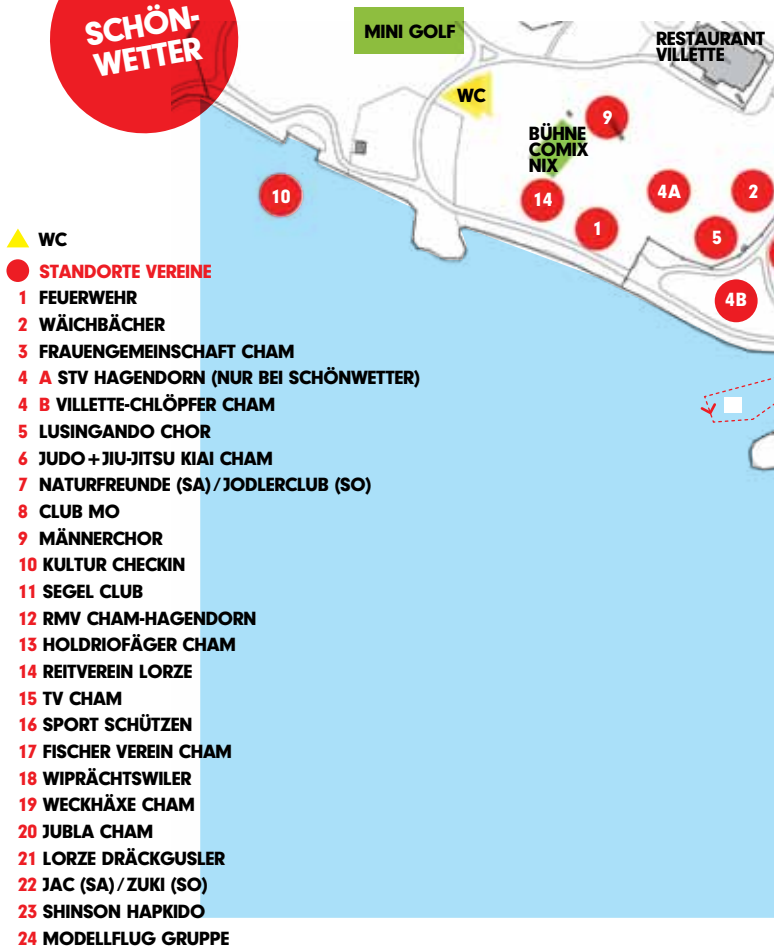 SCHÖN-
WETTER
MINI GOLF
RESTAURANT
VILLETTE
WC
9
BÜHNE
COMIX
NIX
10
14
4A
2
1
5
4B
WC
STANDORTE VEREINE
1 FEUERWEHR
2 WÄICHBÄCHER
3 FRAUENGEMEINSCHAFT CHAM
4 A STV HAGENDORN (NUR BEI SCHÖNWETTER)
4 B VILLETTE-CHLÖPFER CHAM
5 LUSINGANDO CHOR
6 JUDO+JIU-JITSU KIAI CHAM
7 NATURFREUNDE (SA)/JODLERCLUB (SO)
8 CLUB MO
9 MÄNNERCHOR
10 KULTUR CHECKIN
11 SEGEL CLUB
12 RMV CHAM-HAGENDORN
13 HOLDRIOFÄGER CHAM
14 REITVEREIN LORZE
15 TV CHAM
16 SPORT SCHÜTZEN
17 FISCHER VEREIN CHAM
18 WIPRÄCHTSWILER
19 WECKHÄXE CHAM
20 JUBLA CHAM
21 LORZE DRÄCKGUSLER
22 JAC (SA)/ZUKI (SO)
23 SHINSON HAPKIDO
24 MODELLFLUG GRUPPE